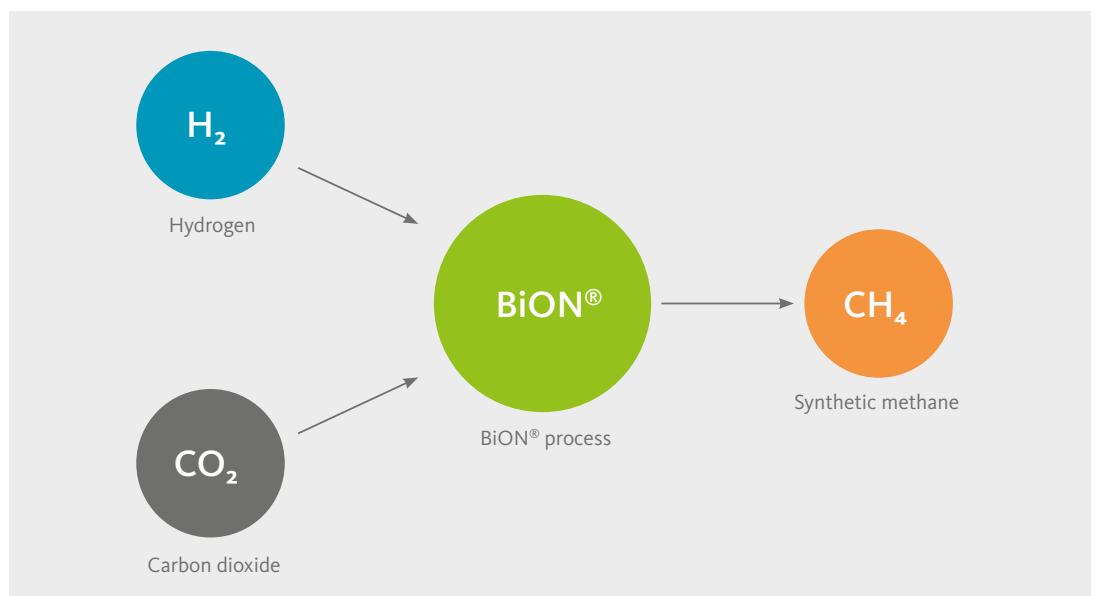 H₂
Hydrogen
BiON®
BiON® process
CH₄
Synthetic methane
CO₂
Carbon dioxide